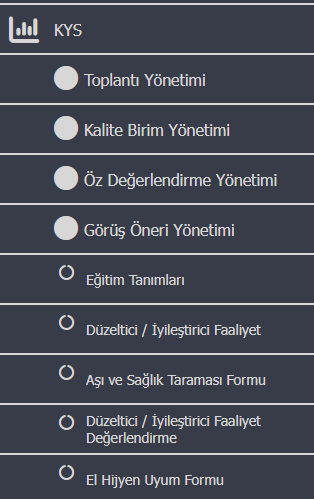 KYS
Toplantı Yönetimi
Kalite Birim Yönetimi
Öz Değerlendirme Yönetimi
Görüş Öneri Yönetimi
Eğitim Tanımları
Düzeltici / İyileştirici Faaliyet
Aşı ve Sağlık Taraması Formu
Düzeltici / İyileştirici Faaliyet
Değerlendirme
El Hijyen Uyum Formu